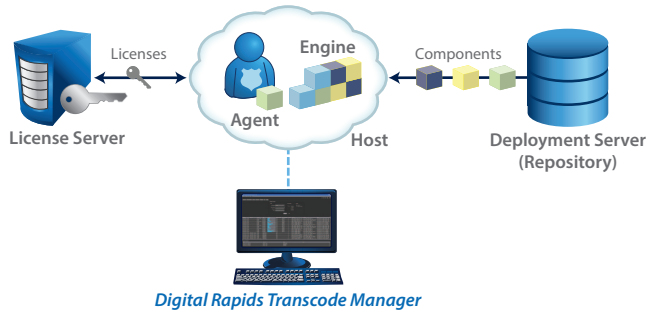 Licenses
Engine
Components
Agent
License Server
Host
Deployment Server
(Repository)
Digital Rapids Transcode Manager